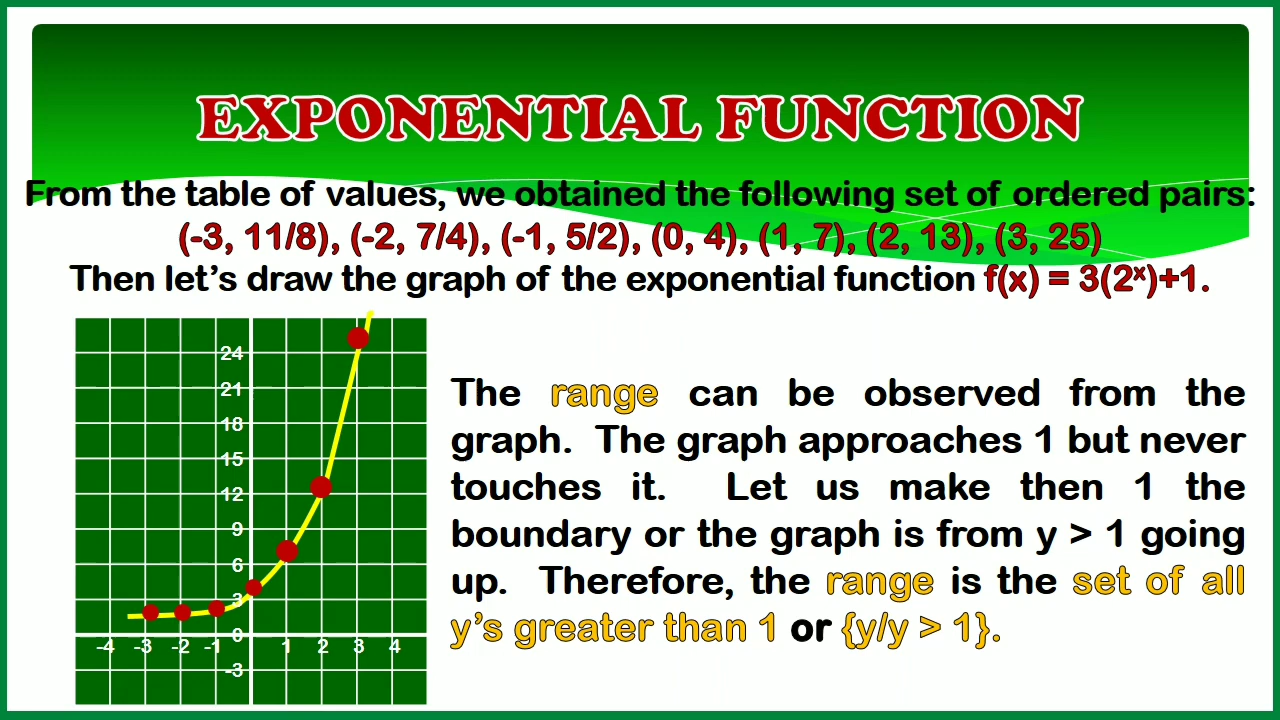 EXPONENTIAL FUNCTION
From the table of values, we obtained the following set of ordered pairs:
(-3, 11/8), (-2, 7/4), (-1, 5/2), (0, 4), (1, 7), (2, 13), (3, 25)
Then let's draw the graph of the exponential function f(x) = 3(2ˣ)+1.
24
21
18
15
12
9
6
3
0
-4 -3 -2 -1 1 2 3 4
-3
The range can be observed from the
graph. The graph approaches 1 but never
touches it. Let us make then 1 the
boundary or the graph is from y > 1 going
up. Therefore, the range is the set of all
y's greater than 1 or {y/y > 1}.